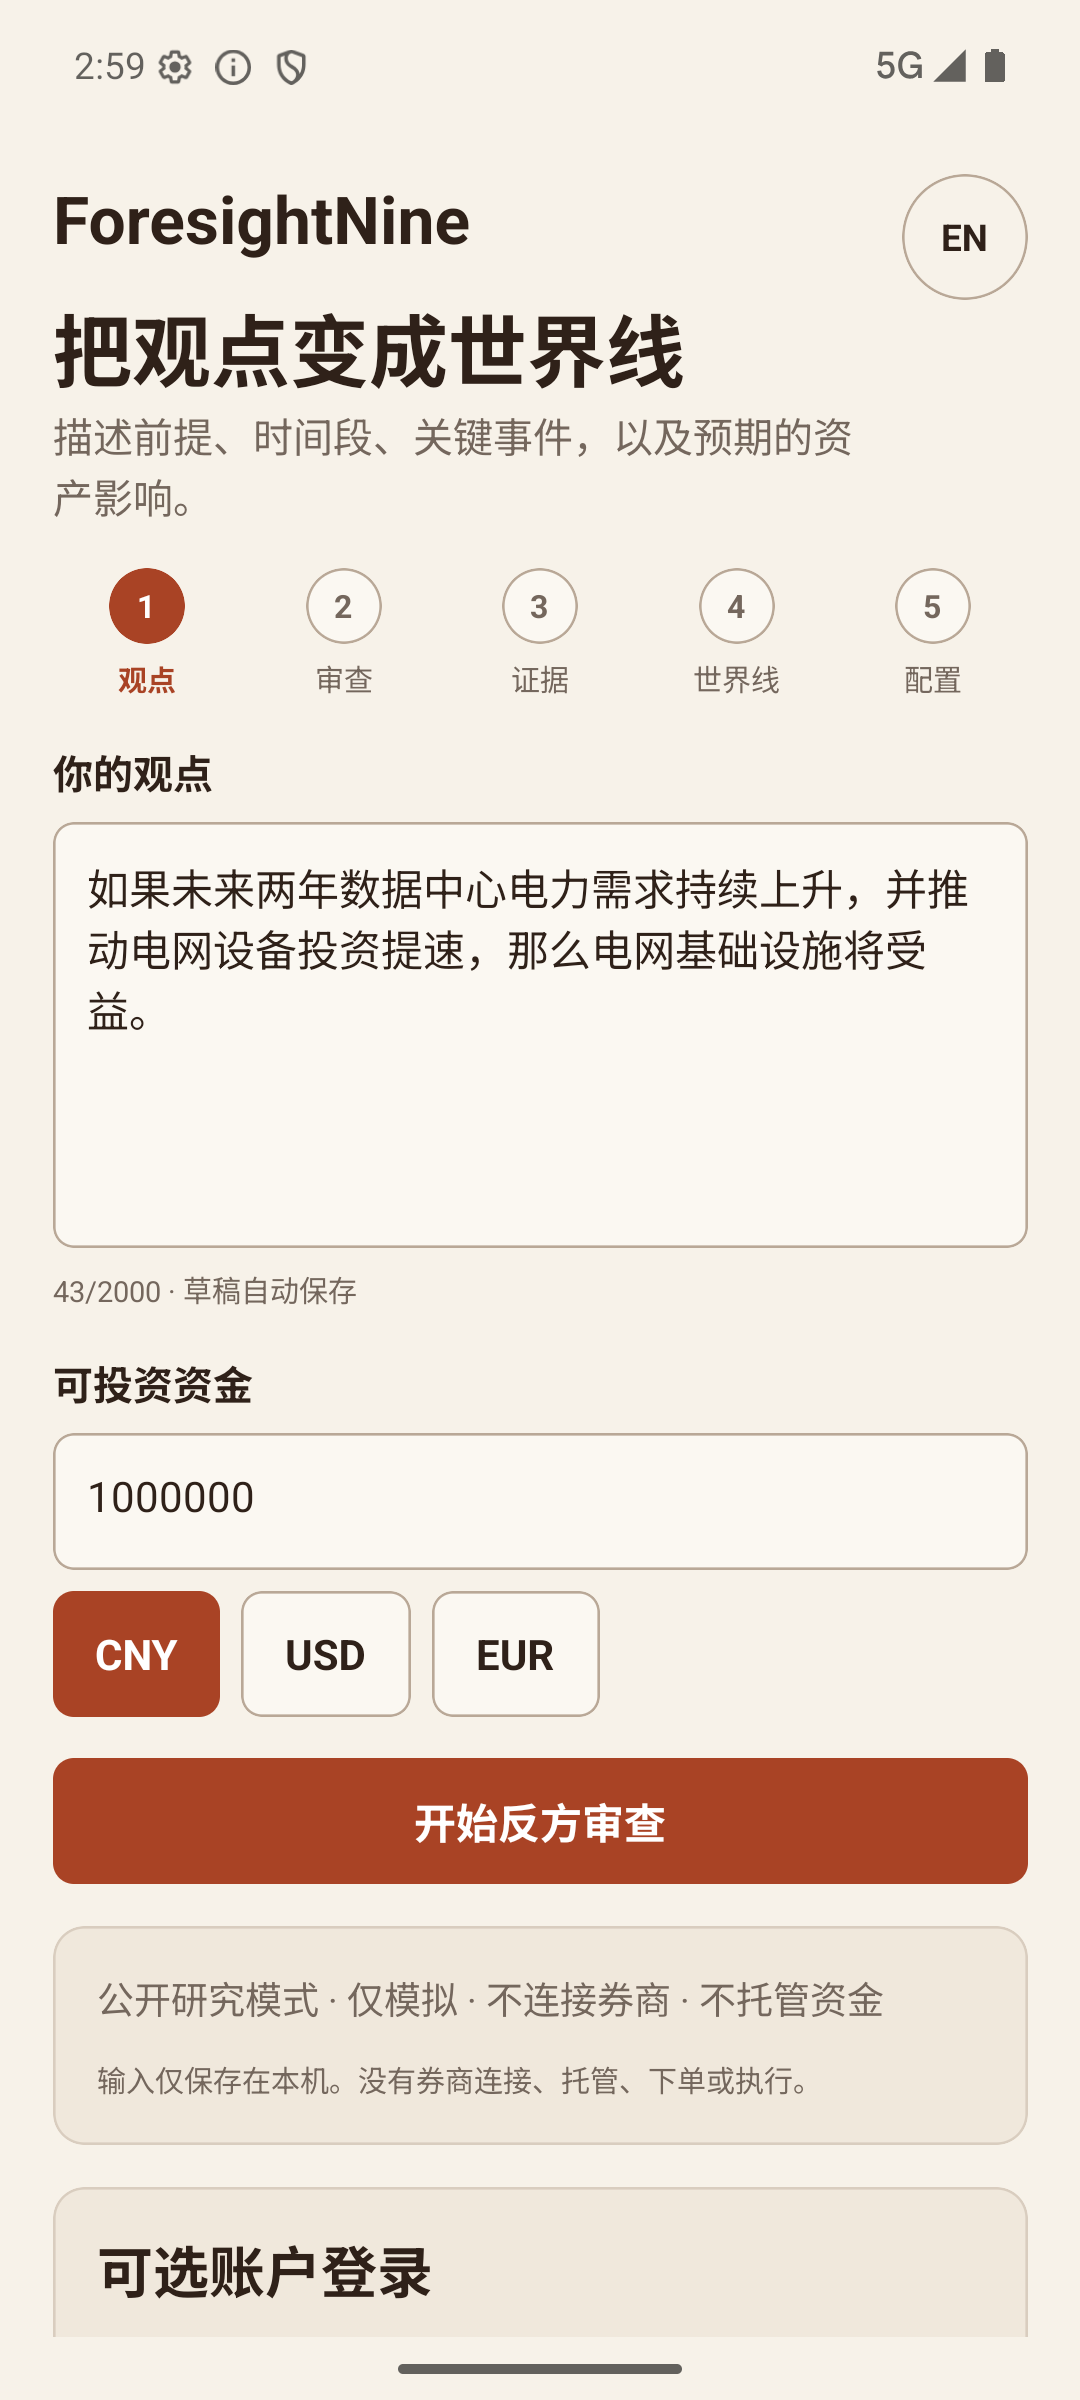 2:59
5G
ForesightNine
EN
把观点变成世界线
描述前提、时间段、关键事件，以及预期的资
产影响。
1
2
3
4
5
观点
审查
证据
世界线
配置
你的观点
如果未来两年数据中心电力需求持续上升，并推
动电网设备投资提速，那么电网基础设施将受
益。
43/2000 · 草稿自动保存
可投资资金
1000000
CNY
USD
EUR
开始反方审查
公开研究模式 · 仅模拟 · 不连接券商 · 不托管资金
输入仅保存在本机。没有券商连接、托管、下单或执行。
可选账户登录